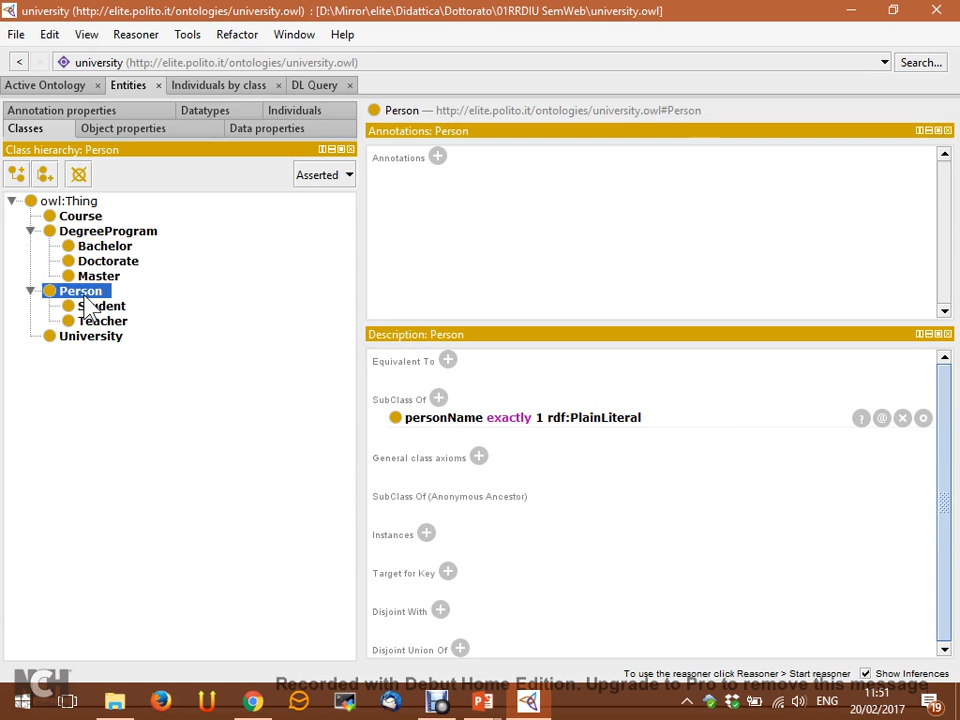 university (http://elite.polito.it/ontologies/university.owl) : [D:\Mirror\elite\Didattica\Dottorato\01RRDIU SemWeb\university.owl]
File Edit View Reasoner Tools Refactor Window Help
< university (http://elite.polito.it/ontologies/university.owl) Search...
Active Ontology × Entities × Individuals by class × DL Query ×
Annotation properties Datatypes Individuals
Classes Object properties Data properties
Person — http://elite.polito.it/ontologies/university.owl#Person
Class hierarchy: Person
Annotations: Person
Asserted
Annotations
owl:Thing
Course
DegreeProgram
Bachelor
Doctorate
Master
Person
Student
Teacher
University
Description: Person
Equivalent To
SubClass Of
personName exactly 1 rdf:PlainLiteral
General class axioms
SubClass Of (Anonymous Ancestor)
Instances
Target for Key
Disjoint With
Disjoint Union Of
To use the reasoner click Reasoner > Start reasoner Show Inferences
NCH
Recorded with Debut Home Edition. Upgrade to Pro to remove this message
ENG
11:51
20/02/2017
19